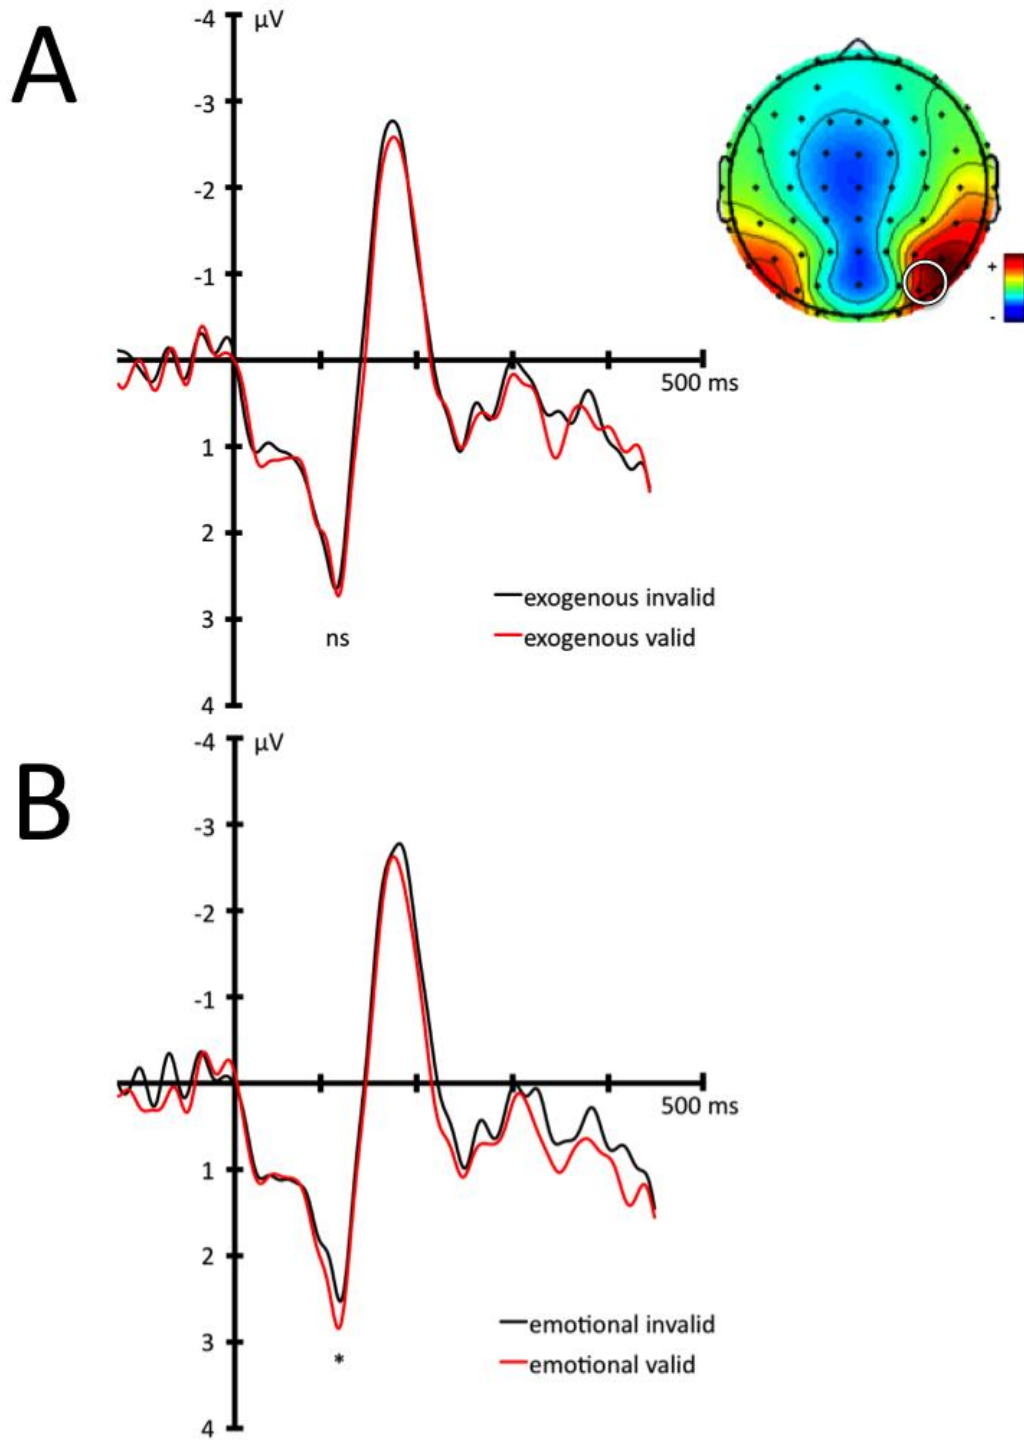 A
-4
µV
-3
-2
-1
+
-
500 ms
1
2
exogenous invalid
3
ns
exogenous valid
4
-4
µV
B
-3
-2
-1
500 ms
1
2
emotional invalid
3
emotional valid
*
4